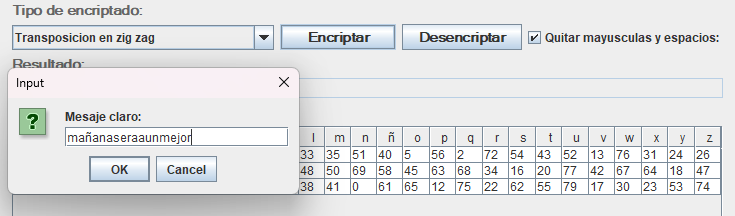 Tipo de encriptado:
Transposicion en zig zag
Encriptar
Desencriptar
Quitar mayusculas y espacios:
Resultado:
Input
?
Mesaje claro:
mañanaseraaunmejor
OK
Cancel
l m n ñ o p q r s t u v w x y z
33 35 51 40 5 56 2 72 54 43 52 13 76 31 24 26
48 50 69 58 45 63 68 34 16 20 77 42 67 64 18 47
38 41 0 61 65 12 75 22 62 55 79 17 30 23 53 74